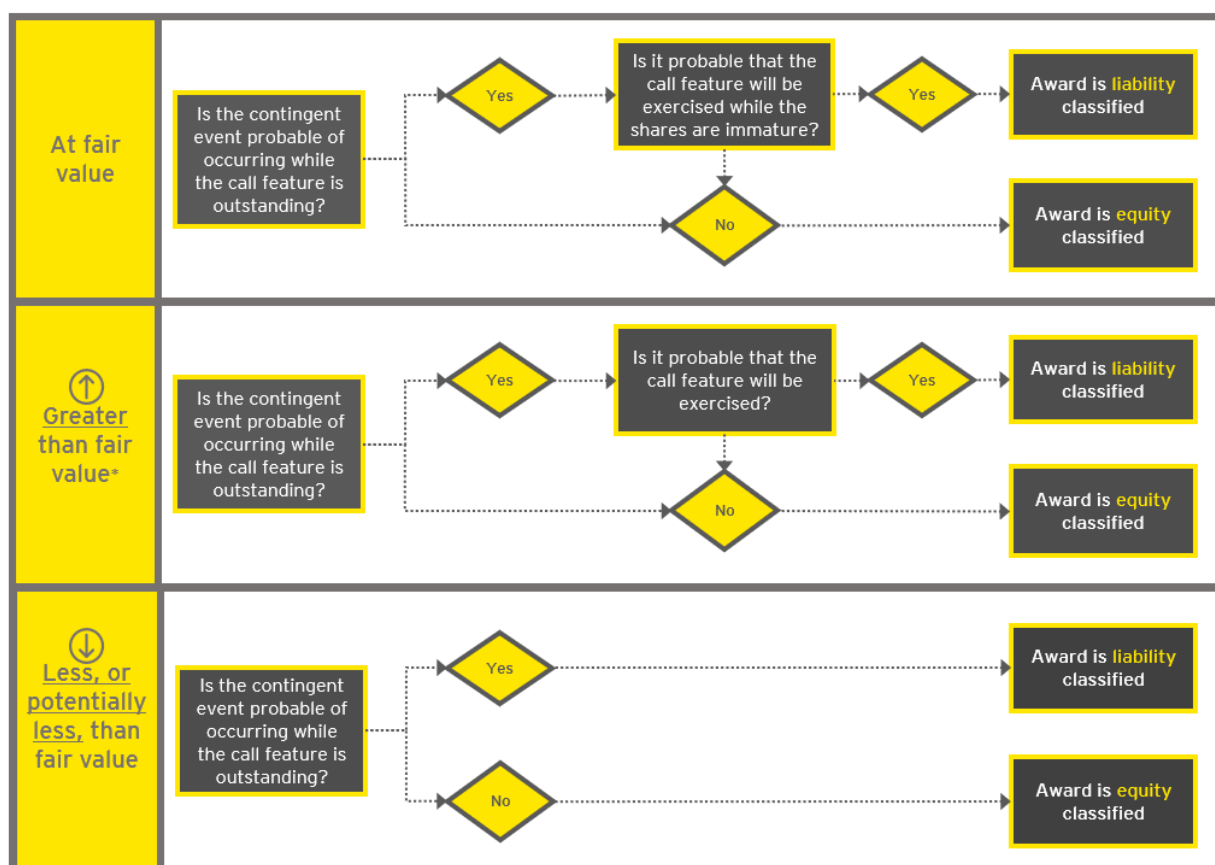 At fair
value
Is the contingent
event probable of
occurring while
the call feature is
outstanding?
Yes
Is it probable that the
call feature will be
exercised while the
shares are immature?
Yes
Award is liability
classified
No
Award is equity
classified
Greater
than fair
value*
Is the contingent
event probable of
occurring while
the call feature is
outstanding?
Yes
Is it probable that the
call feature will be
exercised?
Yes
Award is liability
classified
No
Award is equity
classified
Less, or
potentially
less, than
fair value
Is the contingent
event probable of
occurring while
the call feature is
outstanding?
Yes
Award is liability
classified
No
Award is equity
classified